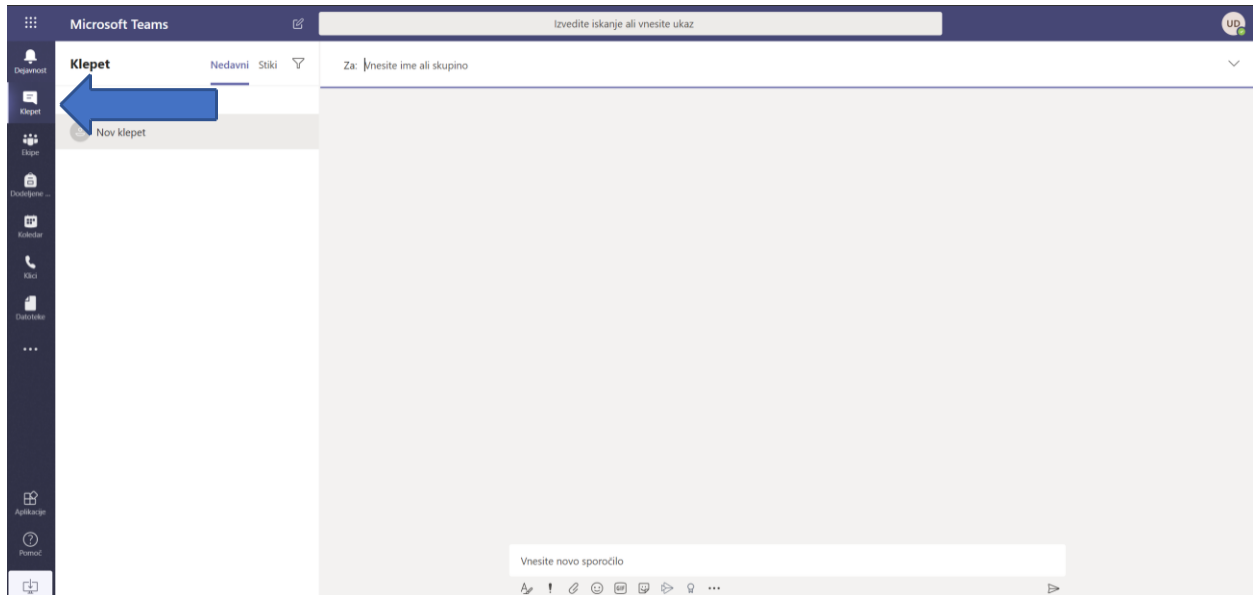 Microsoft Teams
Izvedite iskanje ali vnesite ukaz
UD
Dejavnost
Klepet
Ekipe
Dodeljene ...
Koledar
Klici
Datoteke
Aplikacije
Pomoč
Klepet
Nedavni Stiki
Nov klepet
Za: Vnesite ime ali skupino
Vnesite novo sporočilo
GIF